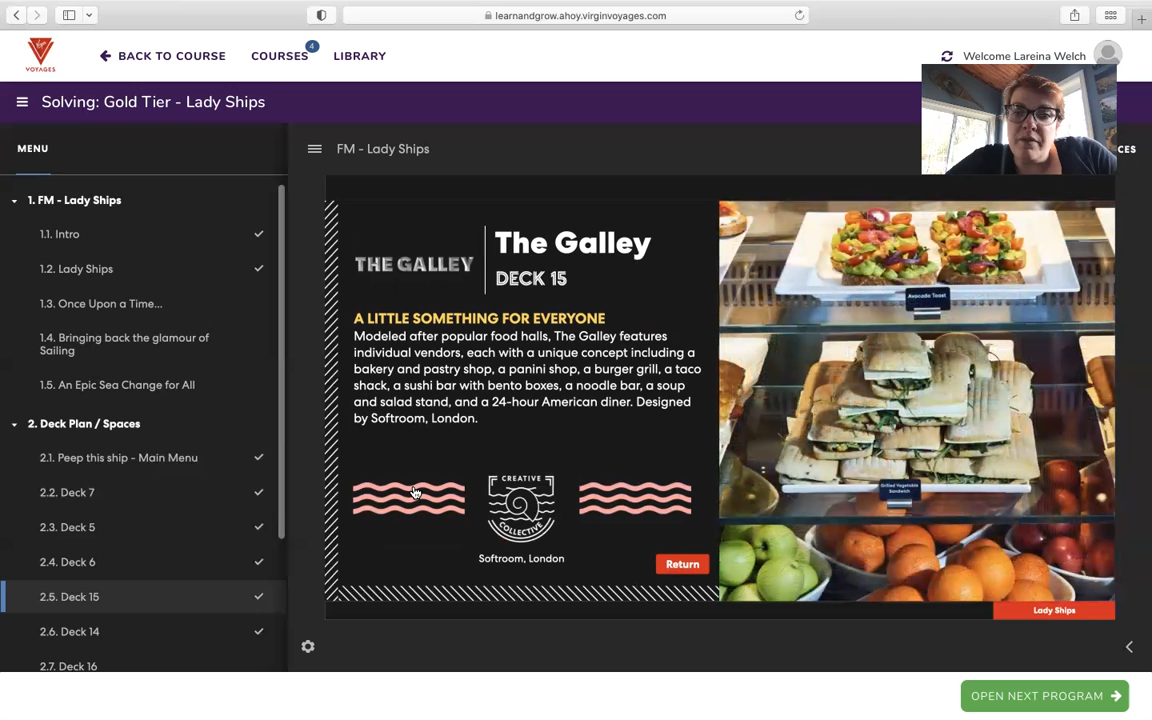 learnandgrow.ahoy.virginvoyages.com
VOYAGES
BACK TO COURSE
COURSES
4
LIBRARY
Welcome Lareina Welch
Solving: Gold Tier - Lady Ships
MENU
FM - Lady Ships
CES
1. FM - Lady Ships
1.1. Intro
1.2. Lady Ships
1.3. Once Upon a Time...
1.4. Bringing back the glamour of
Sailing
1.5. An Epic Sea Change for All
2. Deck Plan / Spaces
2.1. Peep this ship - Main Menu
2.2. Deck 7
2.3. Deck 5
2.4. Deck 6
2.5. Deck 15
2.6. Deck 14
2.7. Deck 16
THE GALLEY
The Galley
DECK 15
A LITTLE SOMETHING FOR EVERYONE
Modeled after popular food halls, The Galley features
individual vendors, each with a unique concept including a
bakery and pastry shop, a panini shop, a burger grill, a taco
shack, a sushi bar with bento boxes, a noodle bar, a soup
and salad stand, and a 24-hour American diner. Designed
by Softroom, London.
CREATIVE
COLLECTIVE
Softroom, London
Return
Avocado Toast
Grilled Vegetable
Sandwich
Lady Ships
OPEN NEXT PROGRAM